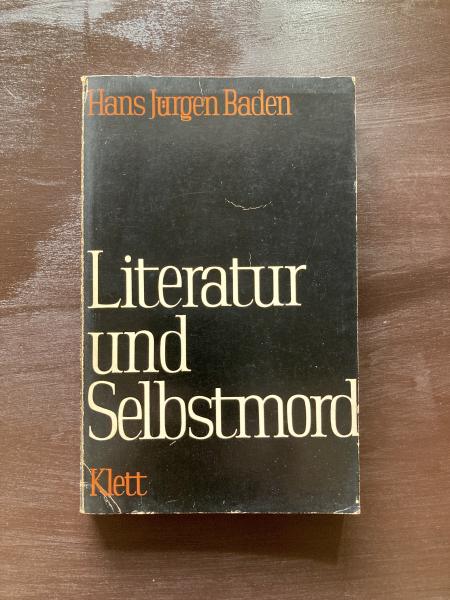 Hans Jürgen Baden
Literatur
und
Selbstmord
Klett